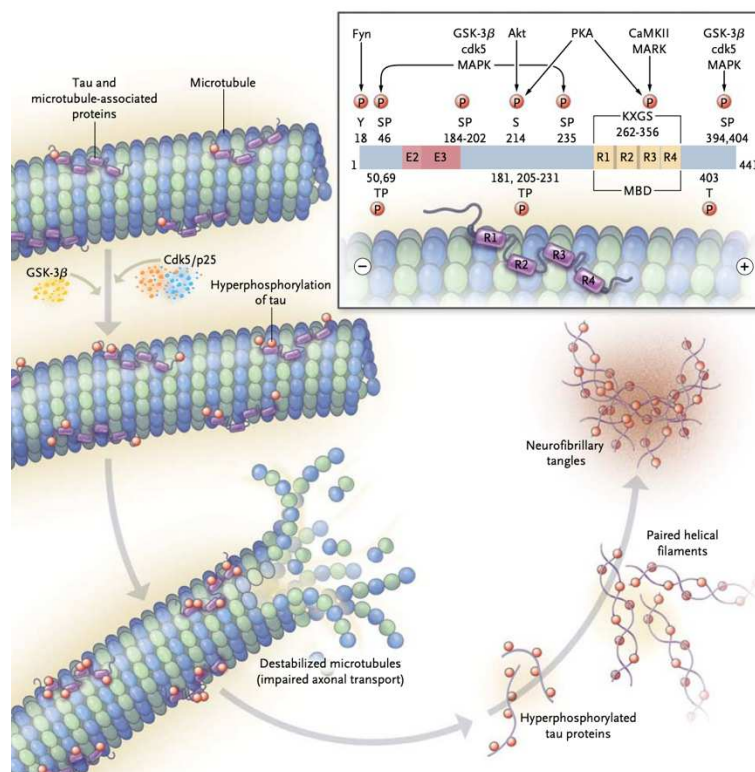 Fyn
GSK-3β
cdk5
MAPK
Akt
PKA
CaMKII
MARK
GSK-3β
cdk5
MAPK
P P P P P P P
Y
18
SP
46
SP
184-202
S
214
SP
235
KXGS
262-356
SP
394,404
1
E2 E3
R1 R2 R3 R4
441
50,69
TP
P
181, 205-231
TP
P
MBD
403
T
P
R1
R2
R3
R4
−
+
Tau and
microtubule-associated
proteins
Microtubule
GSK-3β
Cdk5/p25
Hyperphosphorylation
of tau
Neurofibrillary
tangles
Paired helical
filaments
Destabilized microtubules
(impaired axonal transport)
Hyperphosphorylated
tau proteins